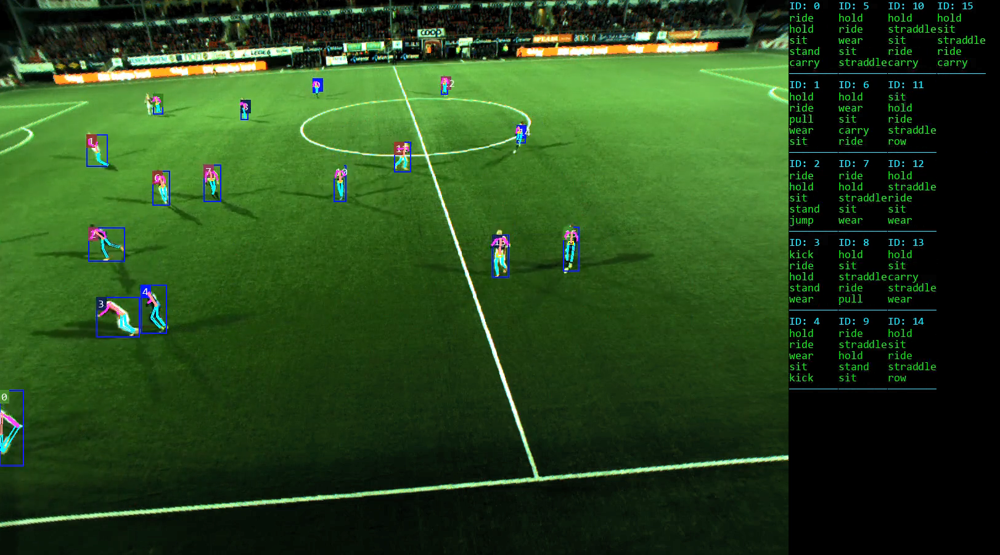 coop
ID: 0 ID: 5 ID: 10 ID: 15
ride hold hold hold
hold ride straddle sit
sit wear sit straddle
stand sit ride ride
carry straddle carry carry
ID: 1 ID: 6 ID: 11
hold hold sit
ride wear hold
pull sit ride
wear carry straddle
sit ride row
ID: 2 ID: 7 ID: 12
ride ride hold
hold hold straddle
sit straddle ride
stand sit sit
jump wear wear
ID: 3 ID: 8 ID: 13
kick hold hold
ride sit sit
hold straddle carry
stand ride straddle
wear pull wear
ID: 4 ID: 9 ID: 14
hold ride hold
ride straddle sit
wear hold ride
sit stand straddle
kick sit row
1
7
10
3
4
0